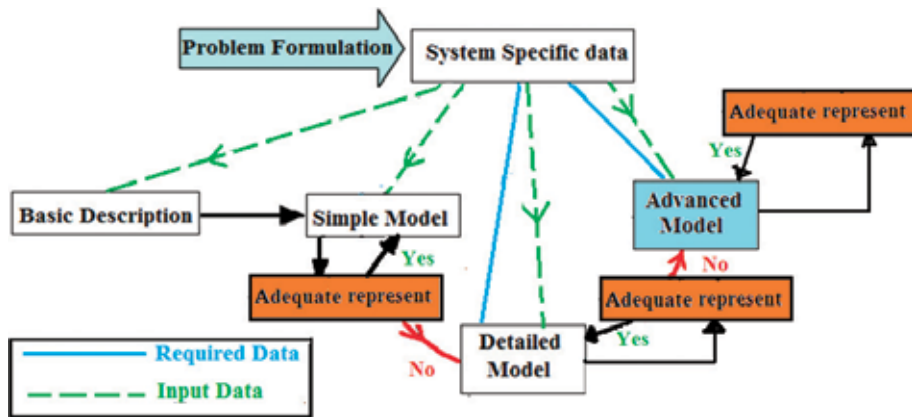 Problem Formulation
System Specific data
Adequate represent
Yes
Basic Description
Simple Model
Advanced
Model
Yes
No
Adequate represent
Adequate represent
Yes
No
Detailed
Model
Required Data
Input Data